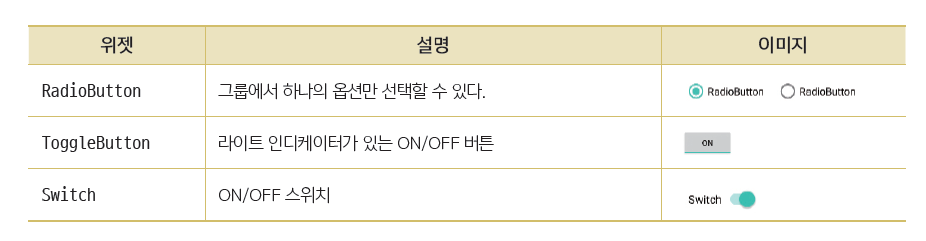 위젯 설명 이미지
RadioButton 그룹에서 하나의 옵션만 선택할 수 있다. RadioButton RadioButton
ToggleButton 라이트 인디케이터가 있는 ON/OFF 버튼 ON
Switch ON/OFF 스위치 Switch